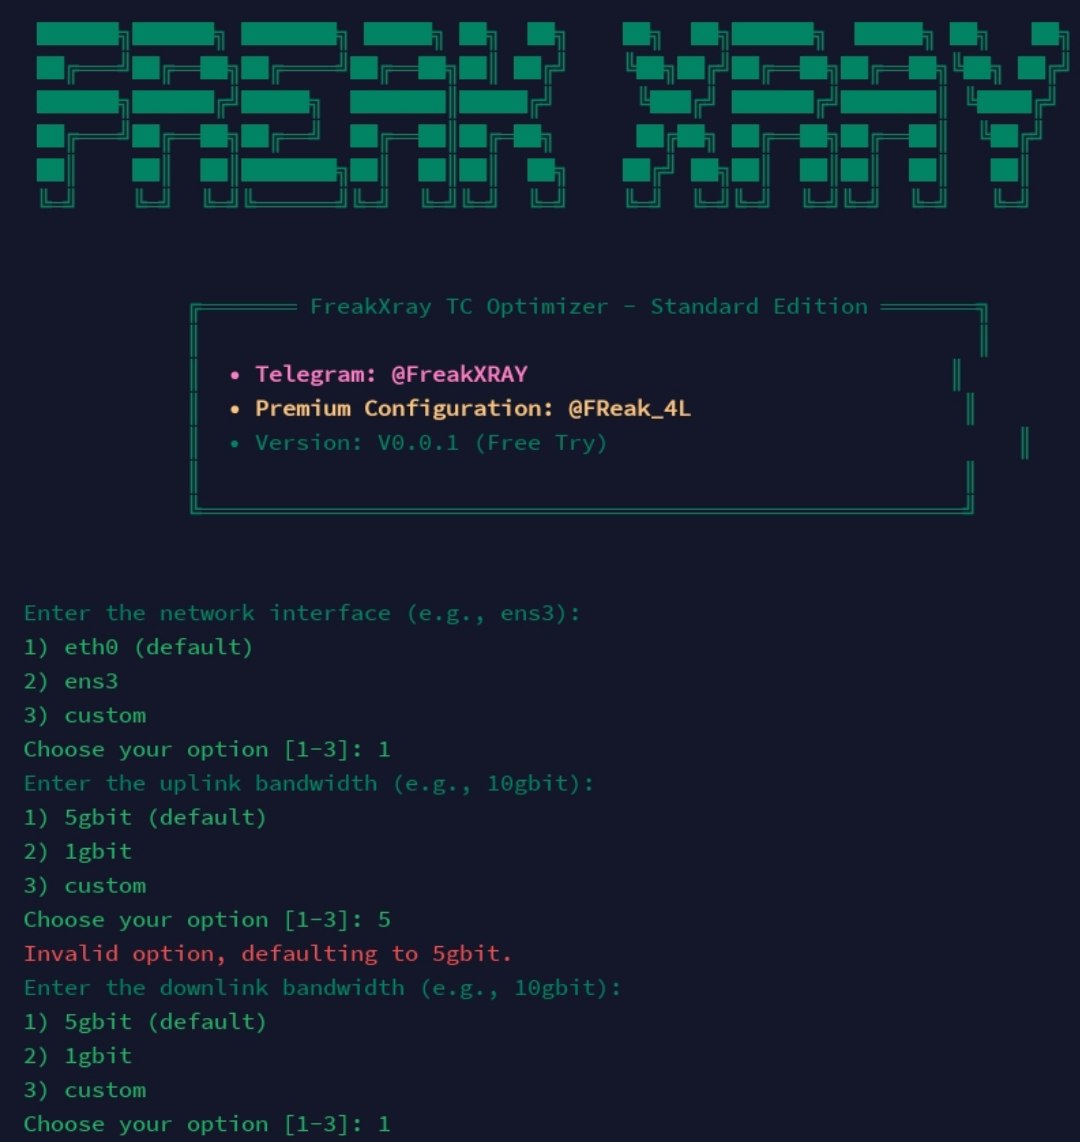 FREAK XRAY
FreakXray TC Optimizer - Standard Edition
• Telegram: @FreakXRAY
• Premium Configuration: @FReak_4L
• Version: V0.0.1 (Free Try)
Enter the network interface (e.g., ens3):
1) eth0 (default)
2) ens3
3) custom
Choose your option [1-3]: 1
Enter the uplink bandwidth (e.g., 10gbit):
1) 5gbit (default)
2) 1gbit
3) custom
Choose your option [1-3]: 5
Invalid option, defaulting to 5gbit.
Enter the downlink bandwidth (e.g., 10gbit):
1) 5gbit (default)
2) 1gbit
3) custom
Choose your option [1-3]: 1